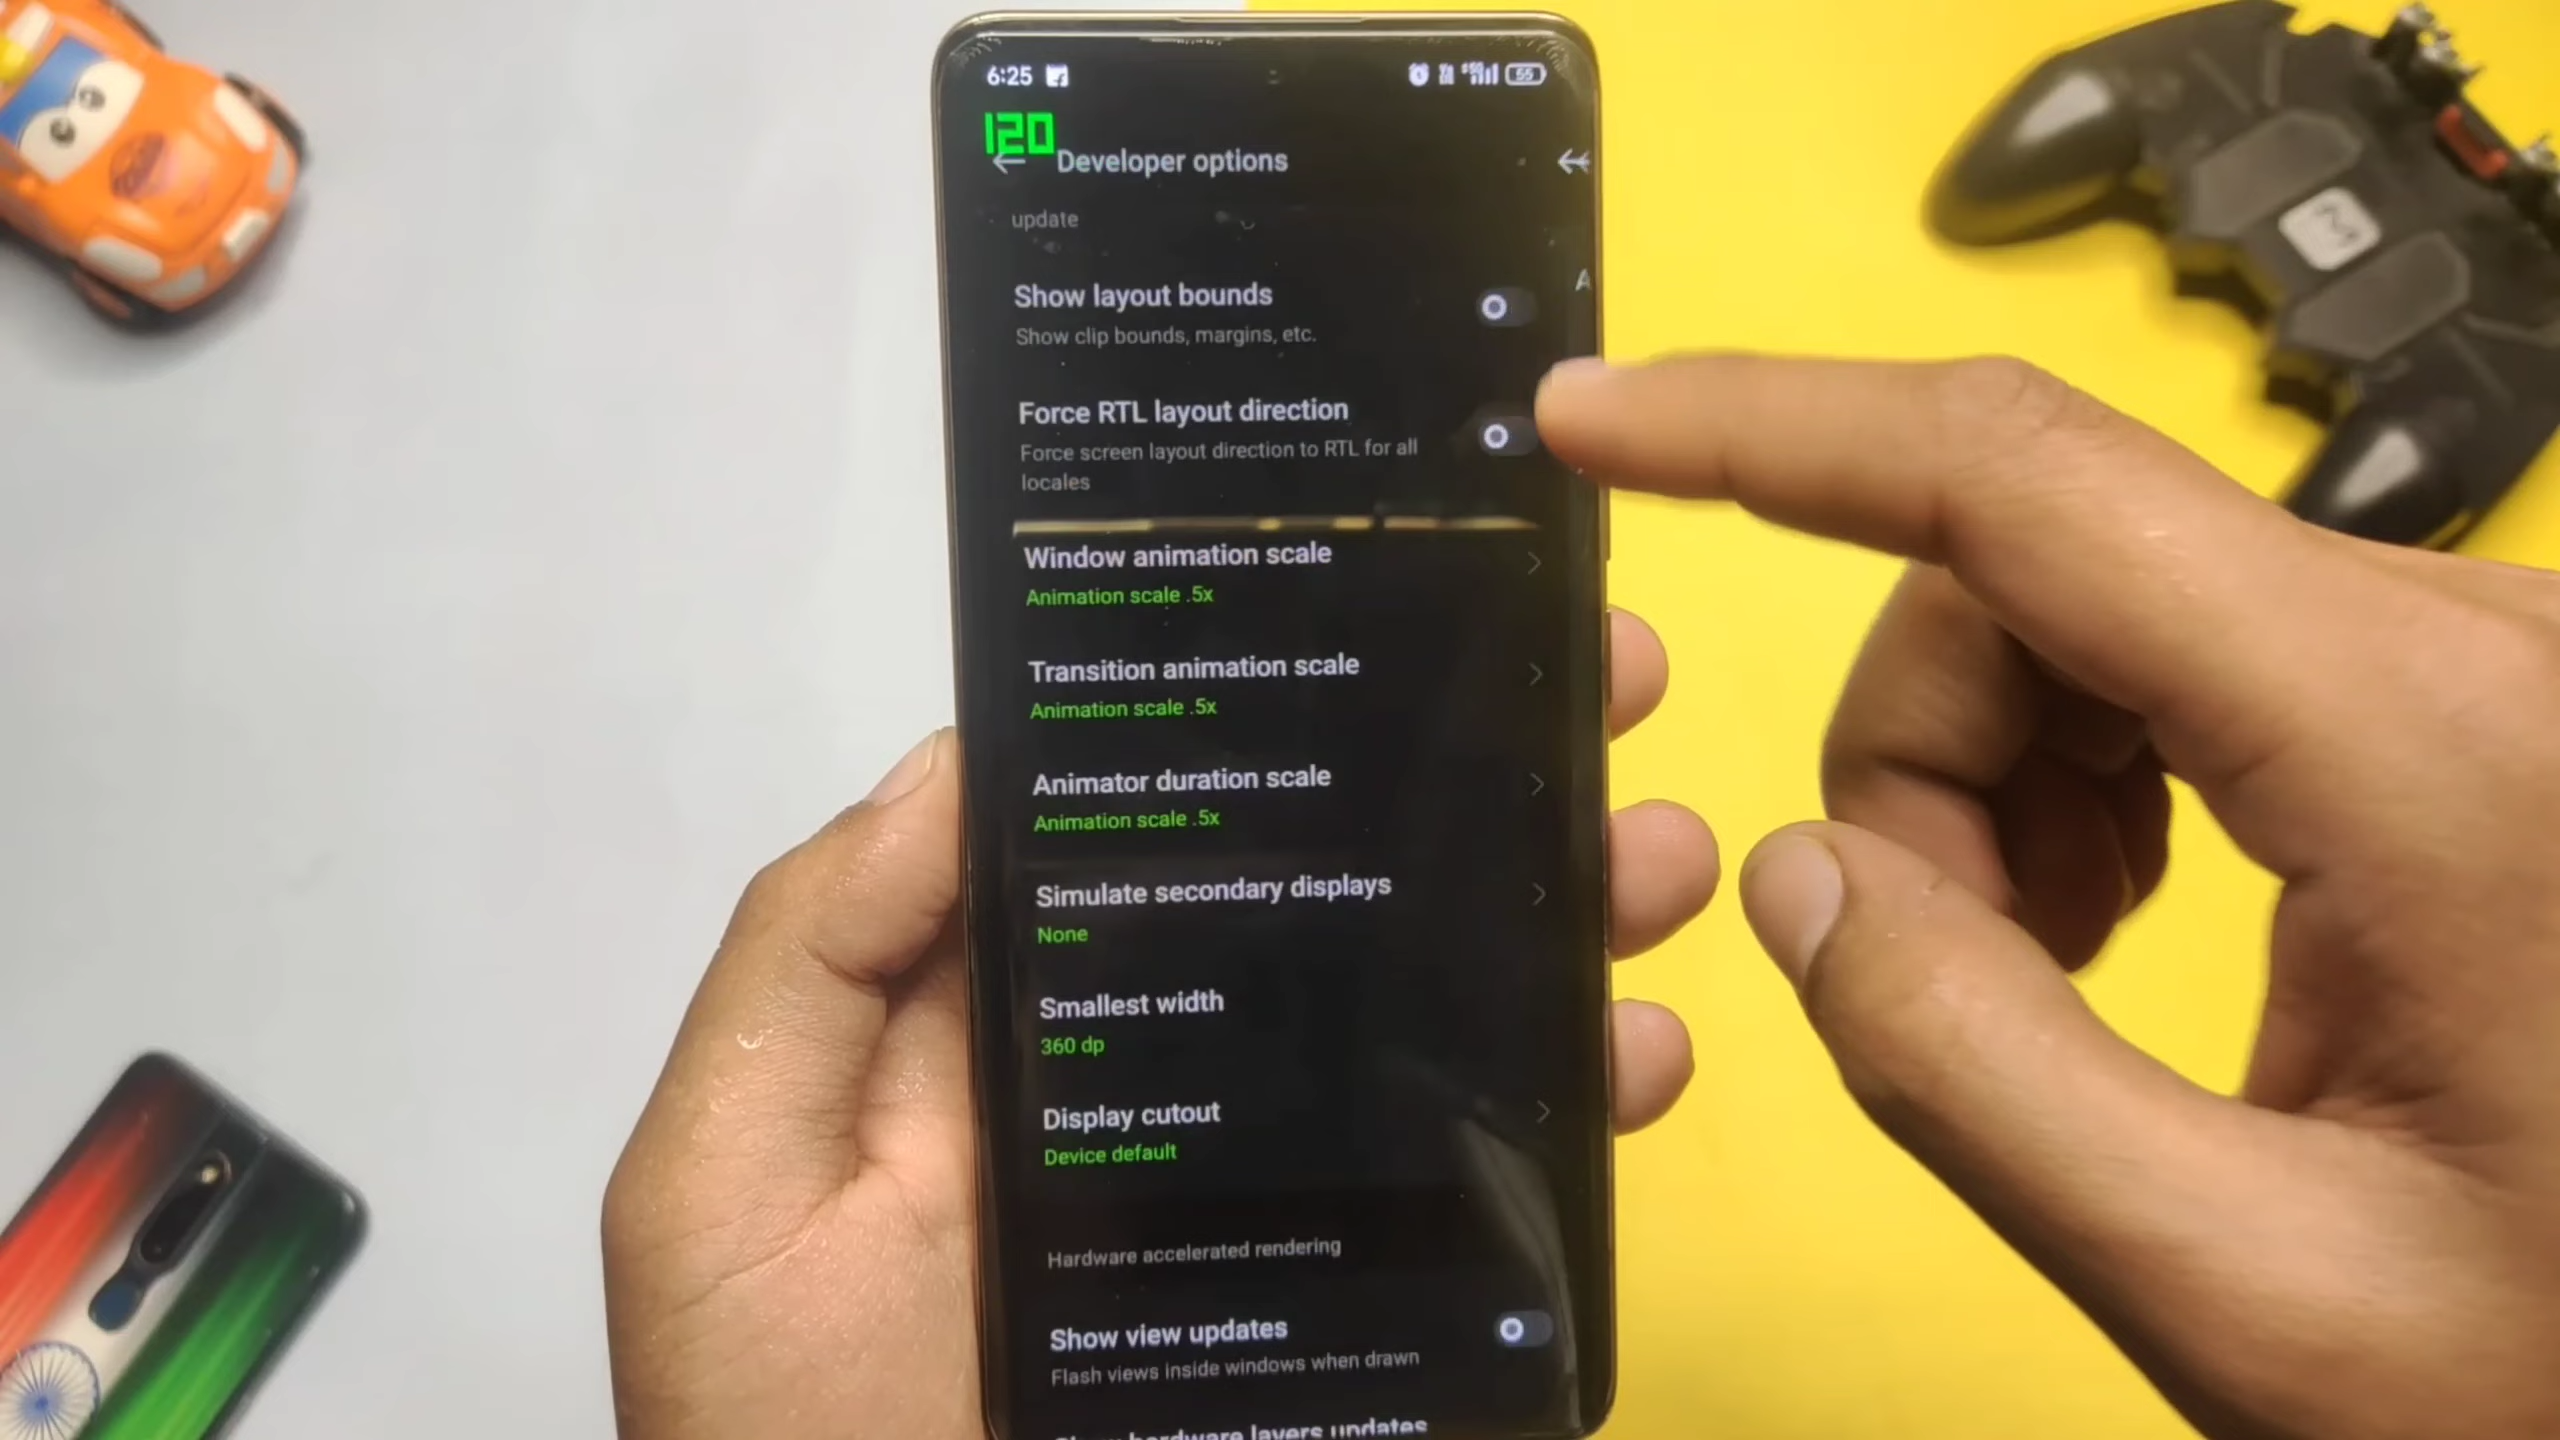 6:25 55
120
Developer options
update
Show layout bounds
Show clip bounds, margins, etc.
Force RTL layout direction
Force screen layout direction to RTL for all
locales
Window animation scale
Animation scale .5x
Transition animation scale
Animation scale .5x
Animator duration scale
Animation scale .5x
Simulate secondary displays
None
Smallest width
360 dp
Display cutout
Device default
Hardware accelerated rendering
Show view updates
Flash views inside windows when drawn
hardware layers updates